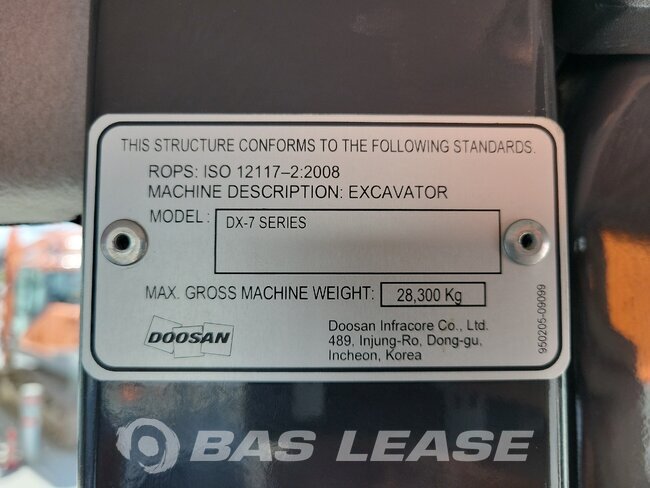 THIS STRUCTURE CONFORMS TO THE FOLLOWING STANDARDS.
ROPS: ISO 12117-2:2008
MACHINE DESCRIPTION: EXCAVATOR
MODEL : DX-7 SERIES
MAX. GROSS MACHINE WEIGHT: 28,300 Kg
DOOSAN
Doosan Infracore Co., Ltd.
489, Injung-Ro, Dong-gu,
Incheon, Korea
950205-09099
BAS LEASE